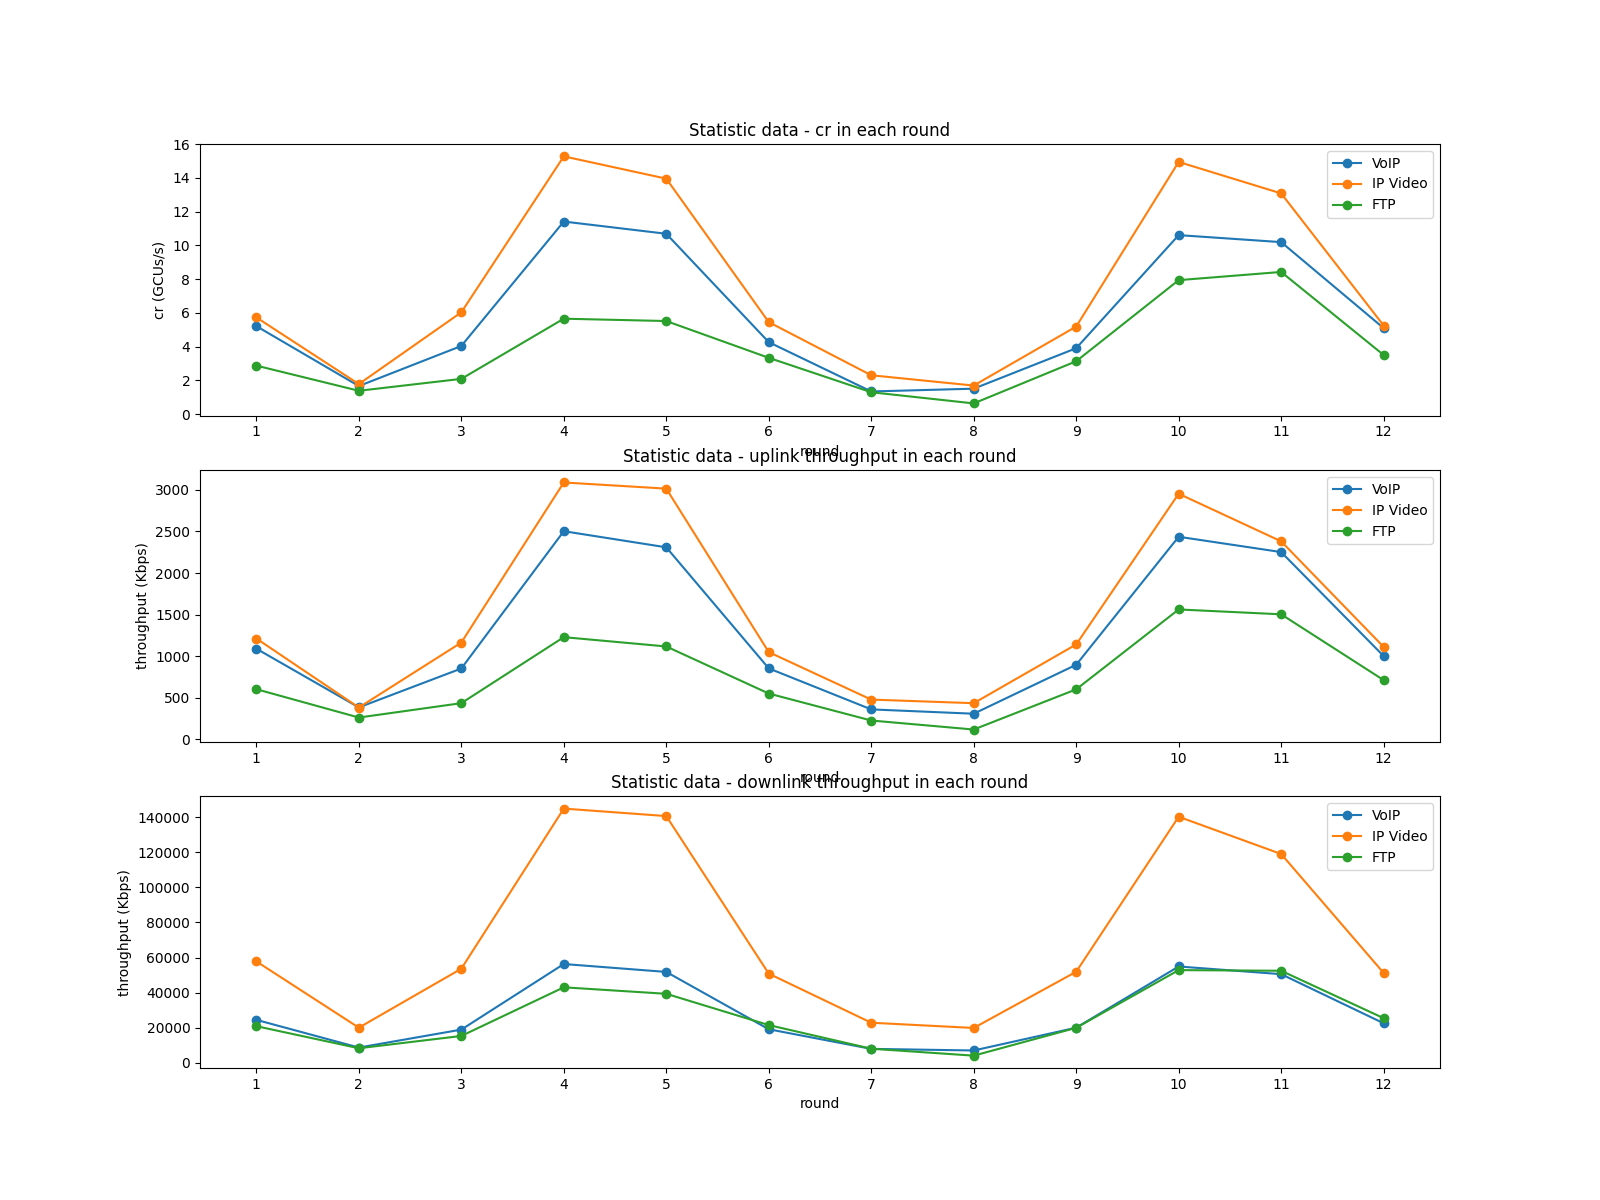 Statistic data - cr in each round
16
14
12
10
8
6
4
2
0
cr (GCUs/s)
VoIP
IP Video
FTP
1 2 3 4 5 6 7 8 9 10 11 12
round
Statistic data - uplink throughput in each round
3000
2500
2000
1500
1000
500
0
throughput (Kbps)
VoIP
IP Video
FTP
1 2 3 4 5 6 7 8 9 10 11 12
round
Statistic data - downlink throughput in each round
140000
120000
100000
80000
60000
40000
20000
0
throughput (Kbps)
VoIP
IP Video
FTP
1 2 3 4 5 6 7 8 9 10 11 12
round